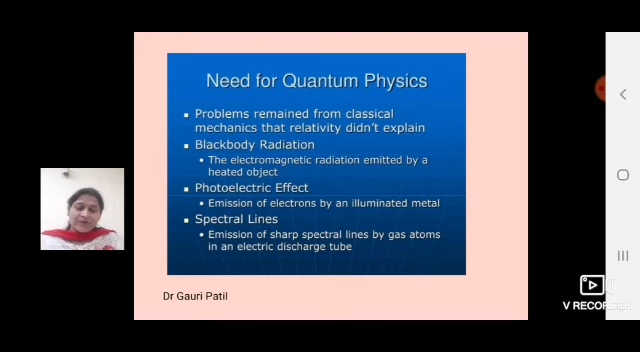 Need for Quantum Physics
Problems remained from classical
mechanics that relativity didn't explain
Blackbody Radiation
The electromagnetic radiation emitted by a
heated object
Photoelectric Effect
Emission of electrons by an illuminated metal
Spectral Lines
Emission of sharp spectral lines by gas atoms
in an electric discharge tube
Dr Gauri Patil
V RECORDER